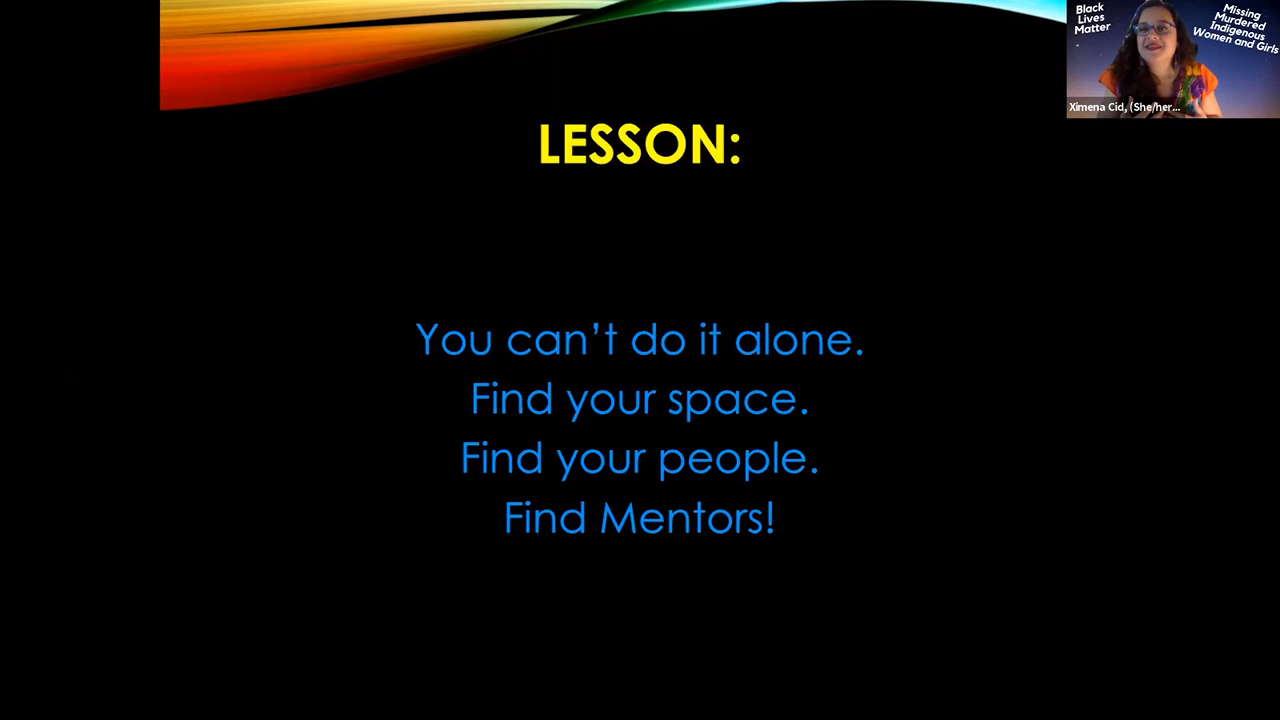 Black
Lives
Matter
Missing
Murdered
Indigenous
Women and Girls
Ximena Cid, (She/her...
LESSON:
You can’t do it alone.
Find your space.
Find your people.
Find Mentors!